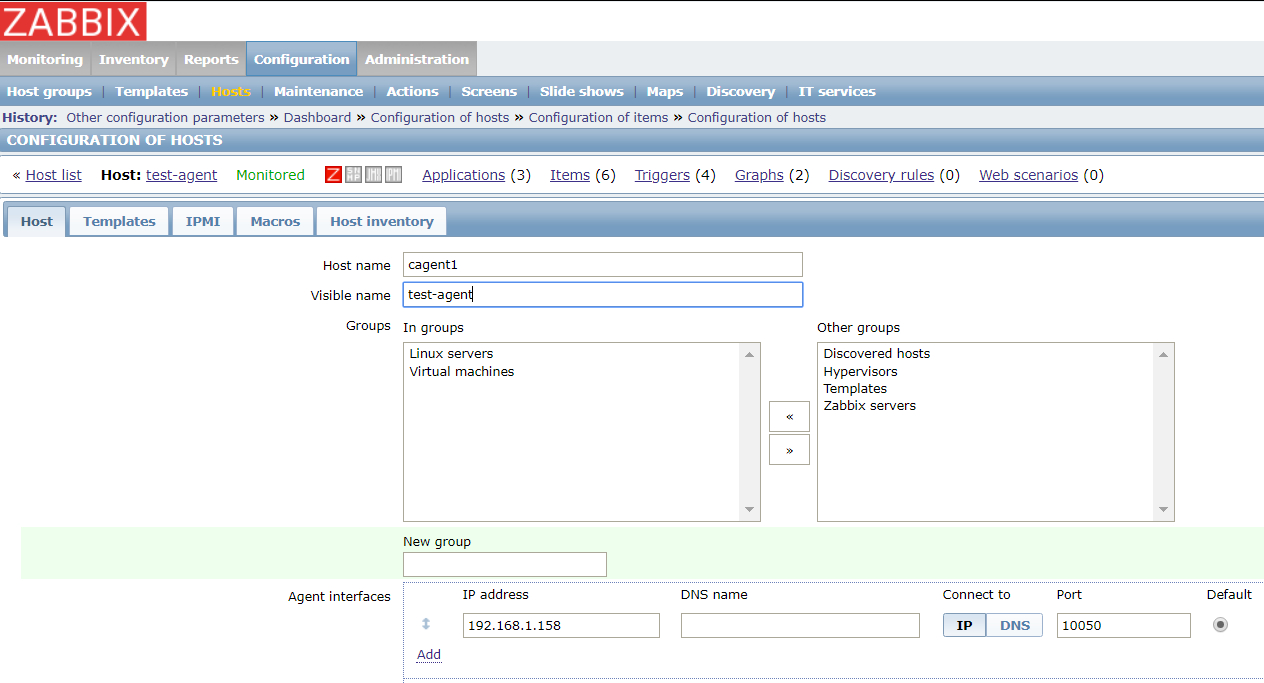 ZABBIX
Monitoring Inventory Reports Configuration Administration
Host groups | Templates | Hosts | Maintenance | Actions | Screens | Slide shows | Maps | Discovery | IT services
History: Other configuration parameters » Dashboard » Configuration of hosts » Configuration of items » Configuration of hosts
CONFIGURATION OF HOSTS
« Host list Host: test-agent Monitored Z SNMP JMX IPMI Applications (3) Items (6) Triggers (4) Graphs (2) Discovery rules (0) Web scenarios (0)
Host Templates IPMI Macros Host inventory
Host name cagent1
Visible name test-agent
Groups In groups Other groups
Linux servers Discovered hosts
Virtual machines Hypervisors
Templates
Zabbix servers
«
»
New group
Agent interfaces IP address DNS name Connect to Port Default
192.168.1.158 IP DNS 10050
Add